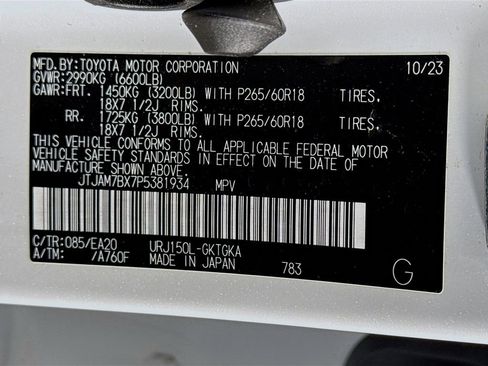 MFD.BY:TOYOTA MOTOR CORPORATION 10/23
GVWR:2990KG (6600LB)
GAWR:FRT. 1450KG (3200LB) WITH P265/60R18 TIRES,
18X7 1/2J RIMS.
RR. 1725KG (3800LB) WITH P265/60R18 TIRES,
18X7 1/2J RIMS.
THIS VEHICLE CONFORMS TO ALL APPLICABLE FEDERAL MOTOR
VEHICLE SAFETY STANDARDS IN EFFECT ON THE DATE OF
MANUFACTURE SHOWN ABOVE.
JTJAM7BX7P5381934 MPV
C/TR:085/EA20 URJ150L-GKTGKA
A/TM: /A760F MADE IN JAPAN 783 G